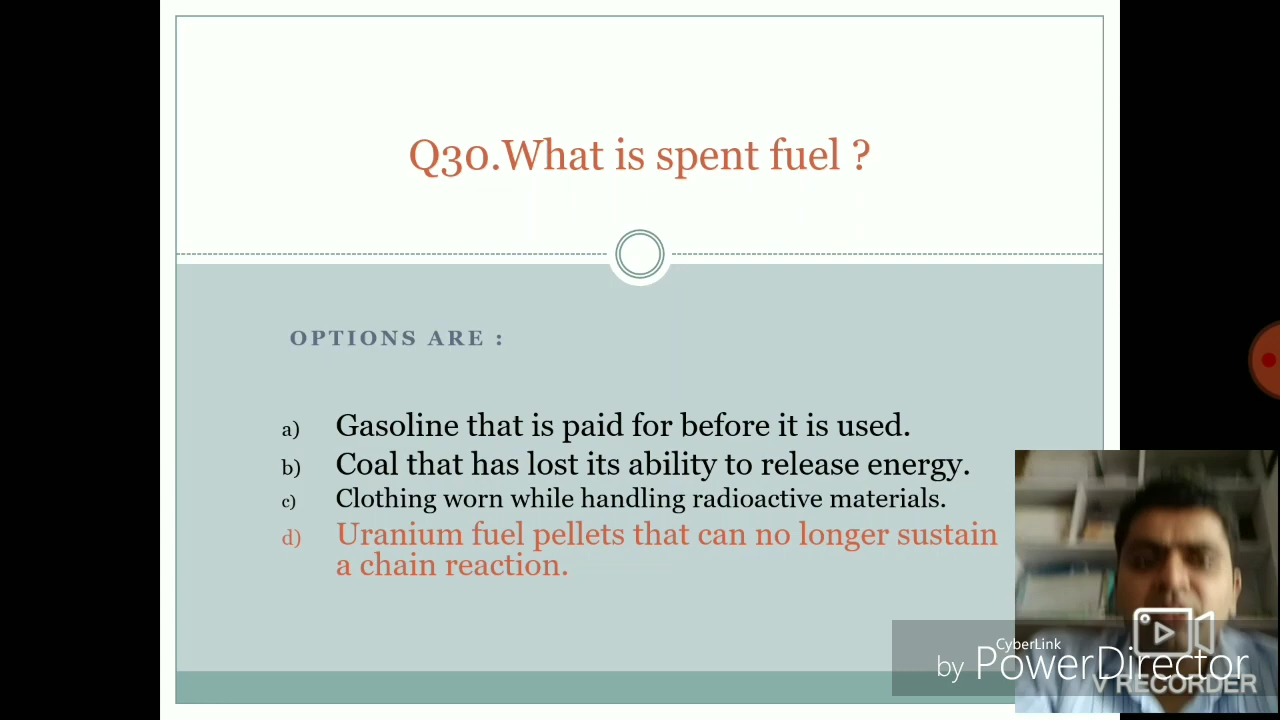 Q30.What is spent fuel ?
OPTIONS ARE :
a) Gasoline that is paid for before it is used.
b) Coal that has lost its ability to release energy.
c) Clothing worn while handling radioactive materials.
d) Uranium fuel pellets that can no longer sustain
a chain reaction.
CyberLink
by PowerDirector
V RECORDER